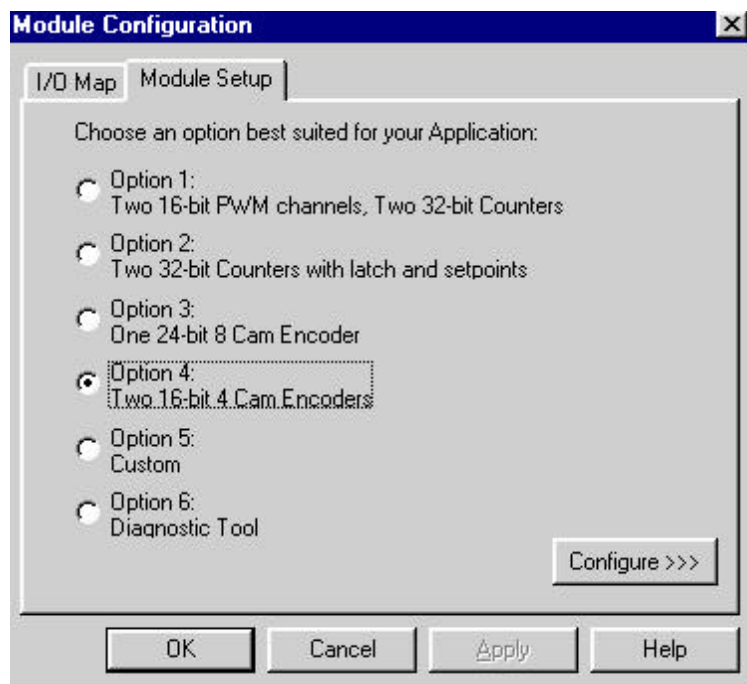 Module Configuration
I/O Map
Module Setup
Choose an option best suited for your Application:
Option 1:
Two 16-bit PWM channels, Two 32-bit Counters
Option 2:
Two 32-bit Counters with latch and setpoints
Option 3:
One 24-bit 8 Cam Encoder
Option 4:
Two 16-bit 4 Cam Encoders
Option 5:
Custom
Option 6:
Diagnostic Tool
Configure >>>
OK
Cancel
Apply
Help